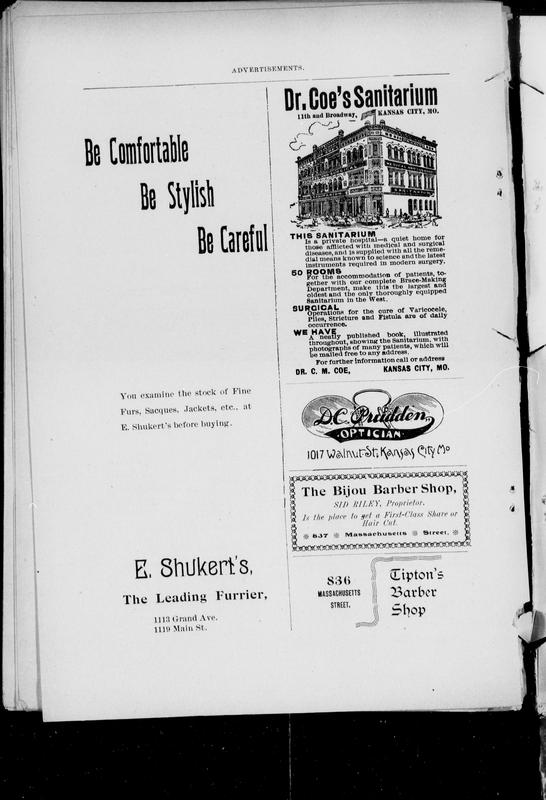 ADVERTISEMENTS.
Be Comfortable
Be Stylish
Be Careful
You examine the stock of Fine
Furs, Sacques, Jackets, etc., at
E. Shukert's before buying.
E. Shukert's,
The Leading Furrier,
1113 Grand Ave.
1119 Main St.
Dr. Coe's Sanitarium
11th and Broadway, KANSAS CITY, MO.
THIS SANITARIUM
Is a private hospital—a quiet home for
those afflicted with medical and surgical
diseases, and is supplied with all the reme-
dial means known to science and the latest
instruments required in modern surgery.
50 ROOMS
For the accommodation of patients, to-
gether with our complete Brace-Making
Department, make this the largest and
oldest and the only thoroughly equipped
Sanitarium in the West.
SURGICAL
Operations for the cure of Varicocele,
Piles, Stricture and Fistula are of daily
occurrence.
WE HAVE
A neatly published book, illustrated
throughout, showing the Sanitarium, with
photographs of many patients, which will
be mailed free to any address.
For further information call or address
DR. C. M. COE, KANSAS CITY, MO.
D.C. Prudden,
OPTICIAN
1017 Walnut St, Kansas City Mo
The Bijou Barber Shop,
SID RILEY, Proprietor.
Is the place to get a First-Class Shave or
Hair Cut.
837 Massachusetts Street,
836
MASSACHUSETTS
STREET.
Tipton's
Barber
Shop